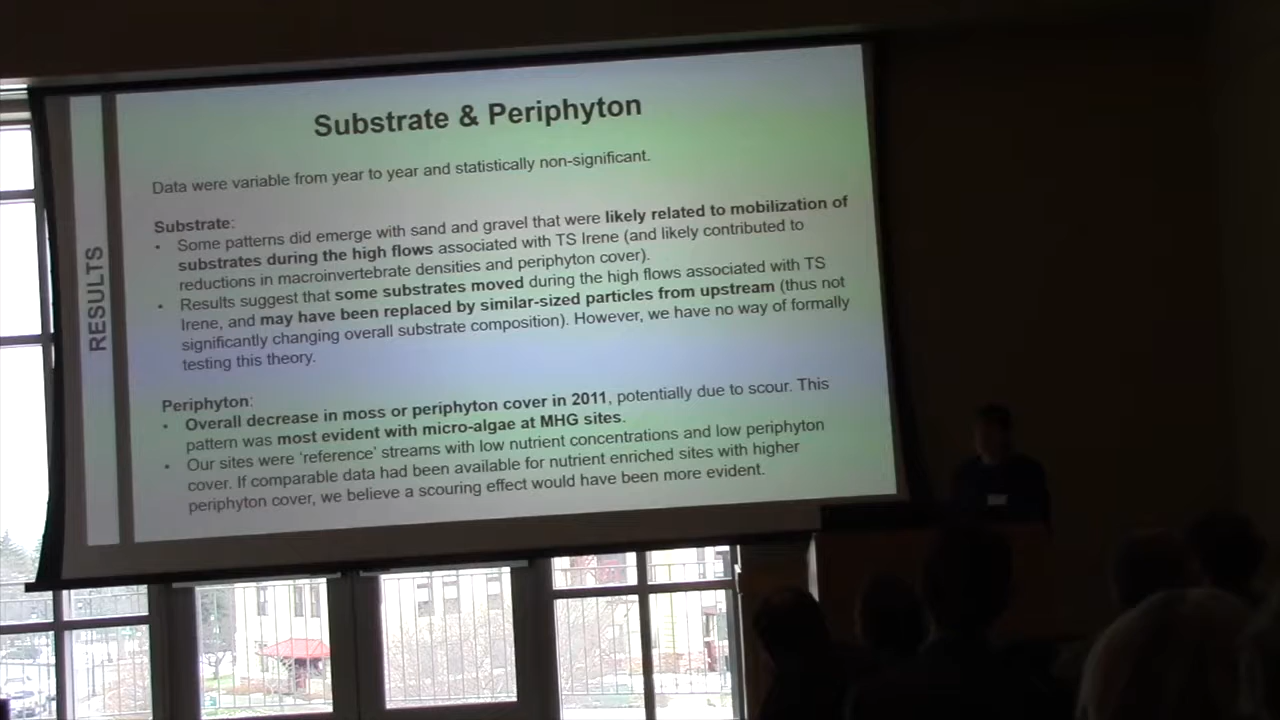 Substrate & Periphyton
Data were variable from year to year and statistically non-significant.
Substrate:
• Some patterns did emerge with sand and gravel that were likely related to mobilization of
substrates during the high flows associated with TS Irene (and likely contributed to
reductions in macroinvertebrate densities and periphyton cover).
• Results suggest that some substrates moved during the high flows associated with TS
Irene, and may have been replaced by similar-sized particles from upstream (thus not
significantly changing overall substrate composition). However, we have no way of formally
testing this theory.
Periphyton:
• Overall decrease in moss or periphyton cover in 2011, potentially due to scour. This
pattern was most evident with micro-algae at MHG sites.
• Our sites were ‘reference’ streams with low nutrient concentrations and low periphyton
cover. If comparable data had been available for nutrient enriched sites with higher
periphyton cover, we believe a scouring effect would have been more evident.
RESULTS